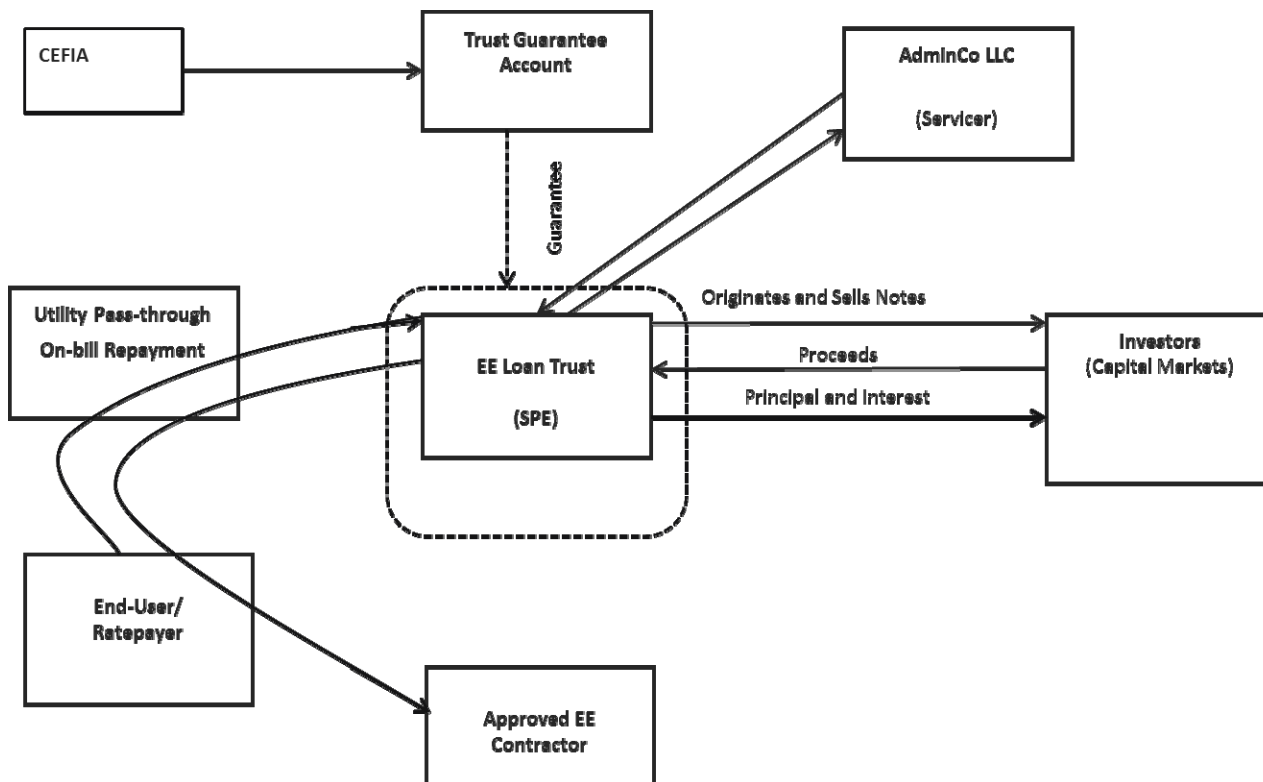 CEFIA
Trust Guarantee
Account
AdminCo LLC
(Servicer)
Guarantee
Utility Pass-through
On-bill Repayment
EE Loan Trust
(SPE)
Originates and Sells Notes
Proceeds
Principal and Interest
Investors
(Capital Markets)
End-User/
Ratepayer
Approved EE
Contractor